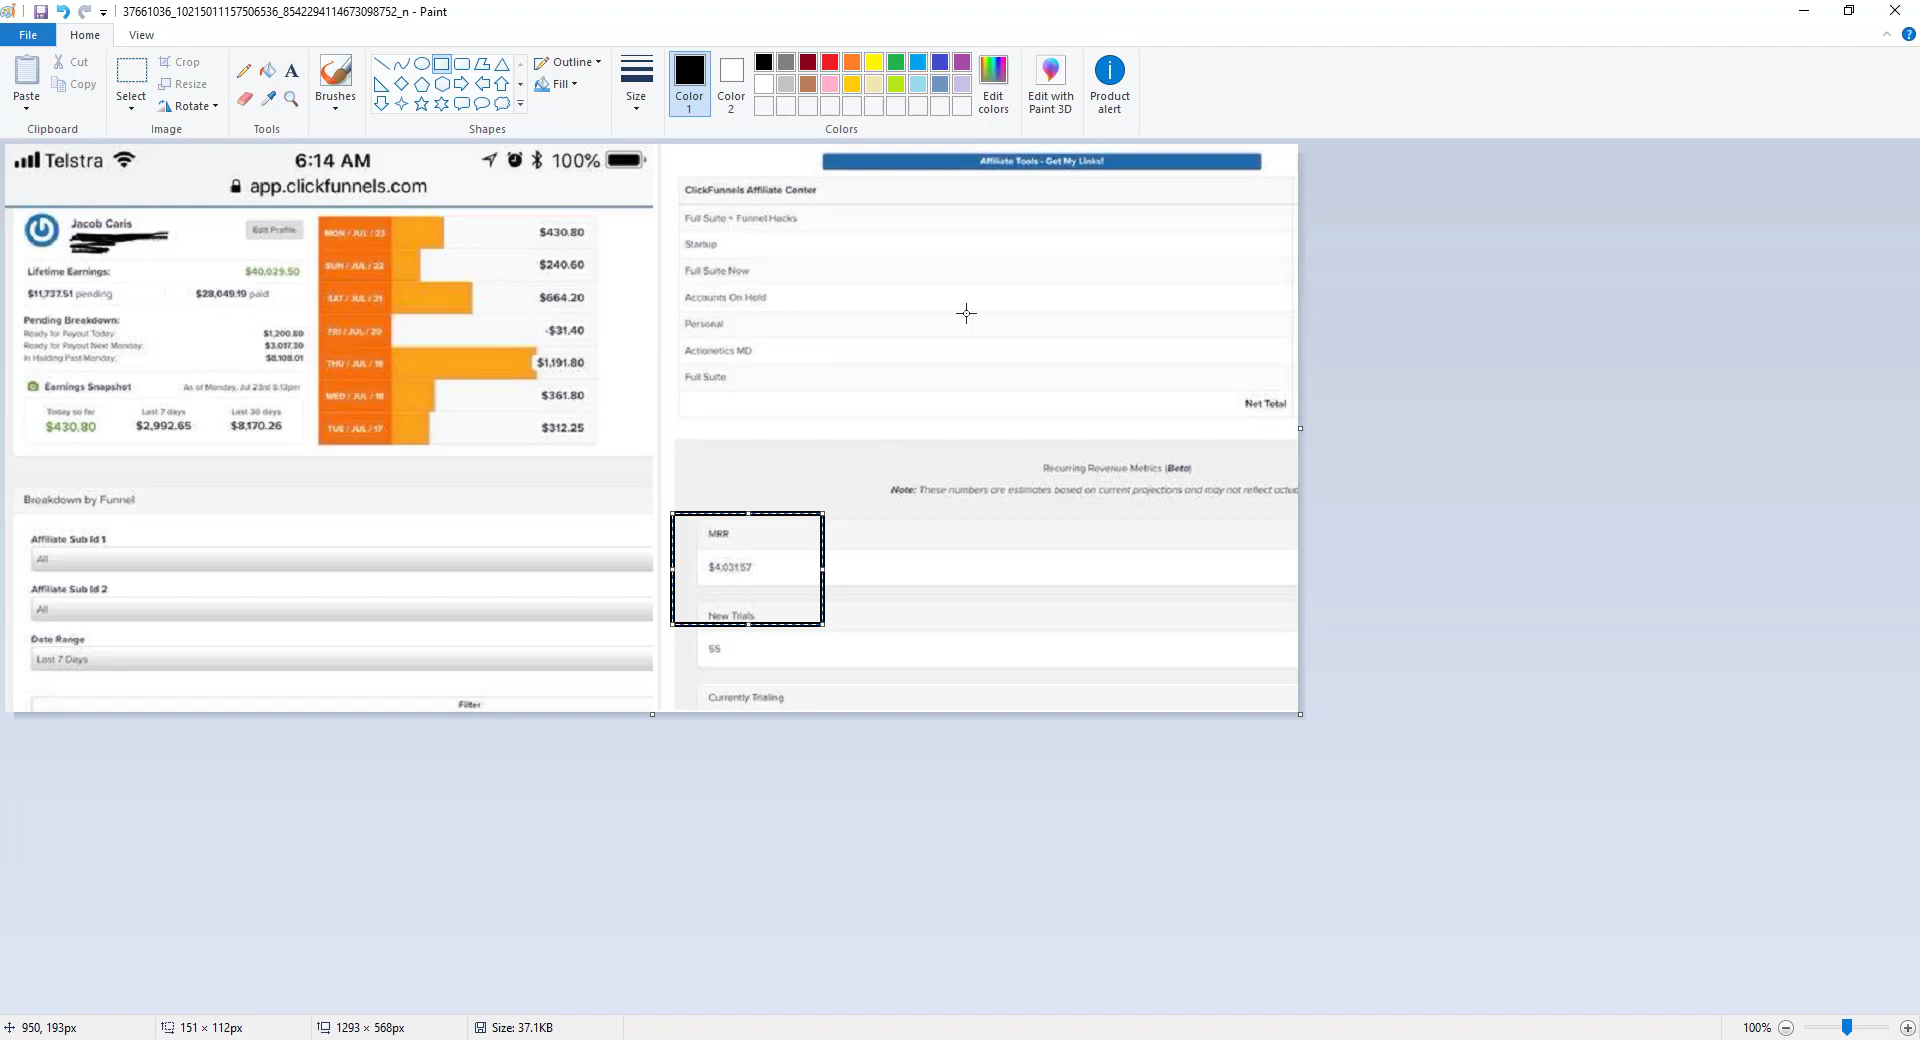 37661036_10215011157506536_8542294114673098752_n - Paint
File Home View
Paste
Cut
Copy
Clipboard
Select
Crop
Resize
Rotate
Image
Tools
Brushes
Shapes
Outline
Fill
Size
Color 1
Color 2
Colors
Edit colors
Edit with Paint 3D
Product alert
Telstra 6:14 AM 100%
app.clickfunnels.com
Jacob Caris Edit Profile
Lifetime Earnings: $40,029.50
$11,737.51 pending $28,049.19 paid
Pending Breakdown:
Ready for Payout Today: $1,200.80
Ready for Payout Next Monday: $3,017.30
In Holding Past Monday: $8,108.01
Earnings Snapshot As of Monday, Jul 23rd 8:13pm
Today so far Last 7 days Last 30 days
$430.80 $2,992.65 $8,170.26
MON / JUL / 23 $430.80
SUN / JUL / 22 $240.60
SAT / JUL / 21 $664.20
FRI / JUL / 20 -$31.40
THU / JUL / 19 $1,191.80
WED / JUL / 18 $361.80
TUE / JUL / 17 $312.25
Breakdown by Funnel
Affiliate Sub Id 1
All
Affiliate Sub Id 2
All
Date Range
Last 7 Days
Filter
Affiliate Tools - Get My Links!
ClickFunnels Affiliate Center
Full Suite + Funnel Hacks
Startup
Full Suite Now
Accounts On Hold
Personal
Actionetics MD
Full Suite
Net Total
Recurring Revenue Metrics (Beta)
Note: These numbers are estimates based on current projections and may not reflect actua
MRR
$4,031.57
New Trials
55
Currently Trialing
950, 193px
151 × 112px
1293 × 568px
Size: 37.1KB
100%